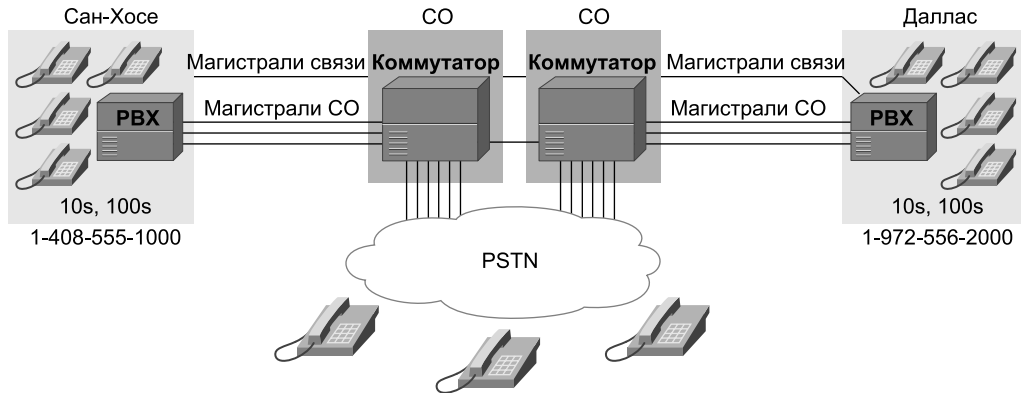 Сан-Хосе
CO
CO
Даллас
Магистрали связи
Коммутатор
Коммутатор
Магистрали связи
PBX
Магистрали CO
Магистрали CO
PBX
10s, 100s
10s, 100s
1-408-555-1000
1-972-556-2000
PSTN